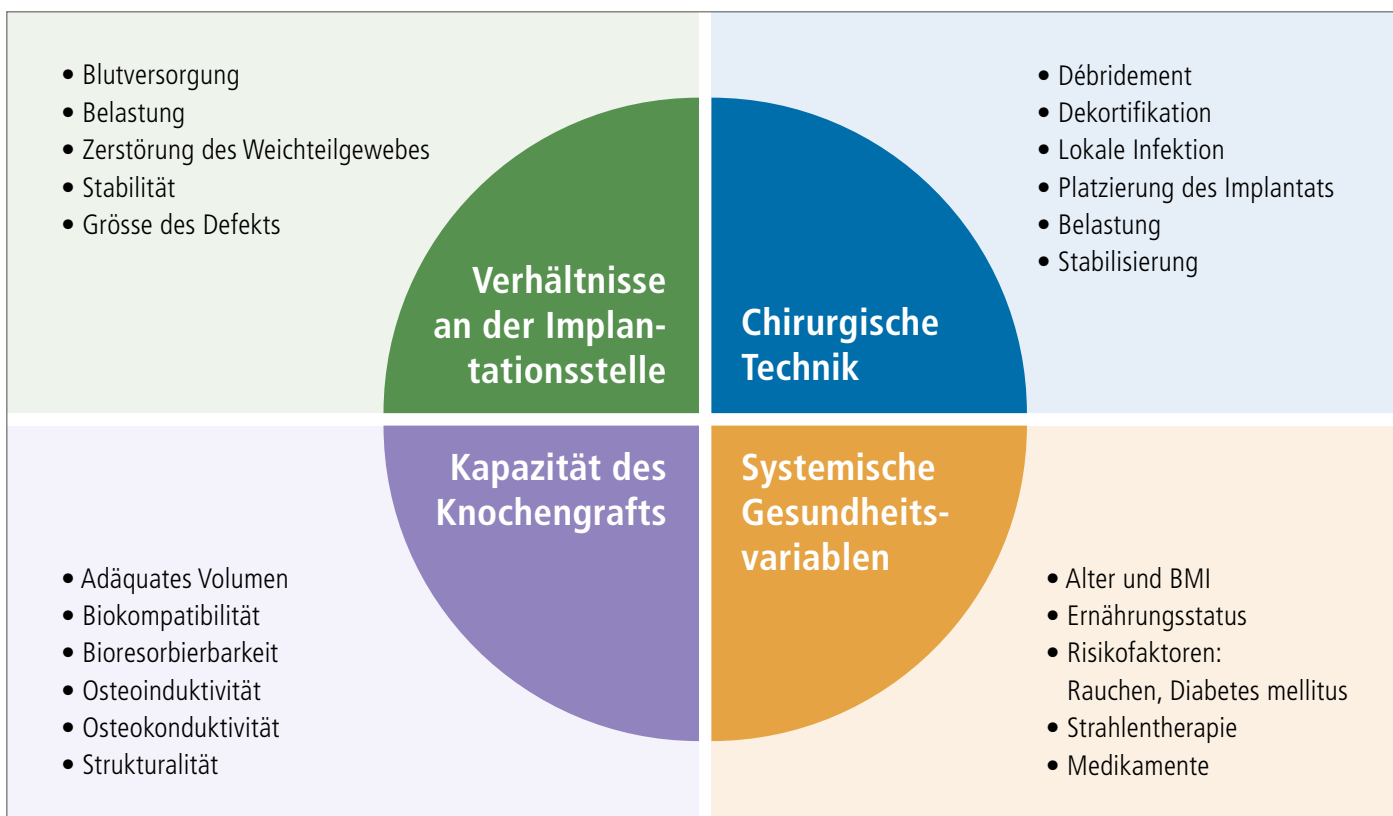 • Blutversorgung
• Belastung
• Zerstörung des Weichteilgewebes
• Stabilität
• Grösse des Defekts
Verhältnisse
an der Implan-
tationsstelle
• Débridement
• Dekortifikation
• Lokale Infektion
• Platzierung des Implantats
• Belastung
• Stabilisierung
Chirurgische
Technik
Kapazität des
Knochengrafts
• Adäquates Volumen
• Biokompatibilität
• Bioresorbierbarkeit
• Osteoinduktivität
• Osteokonduktivität
• Strukturalität
Systemische
Gesundheits-
variablen
• Alter und BMI
• Ernährungsstatus
• Risikofaktoren:
Rauchen, Diabetes mellitus
• Strahlentherapie
• Medikamente